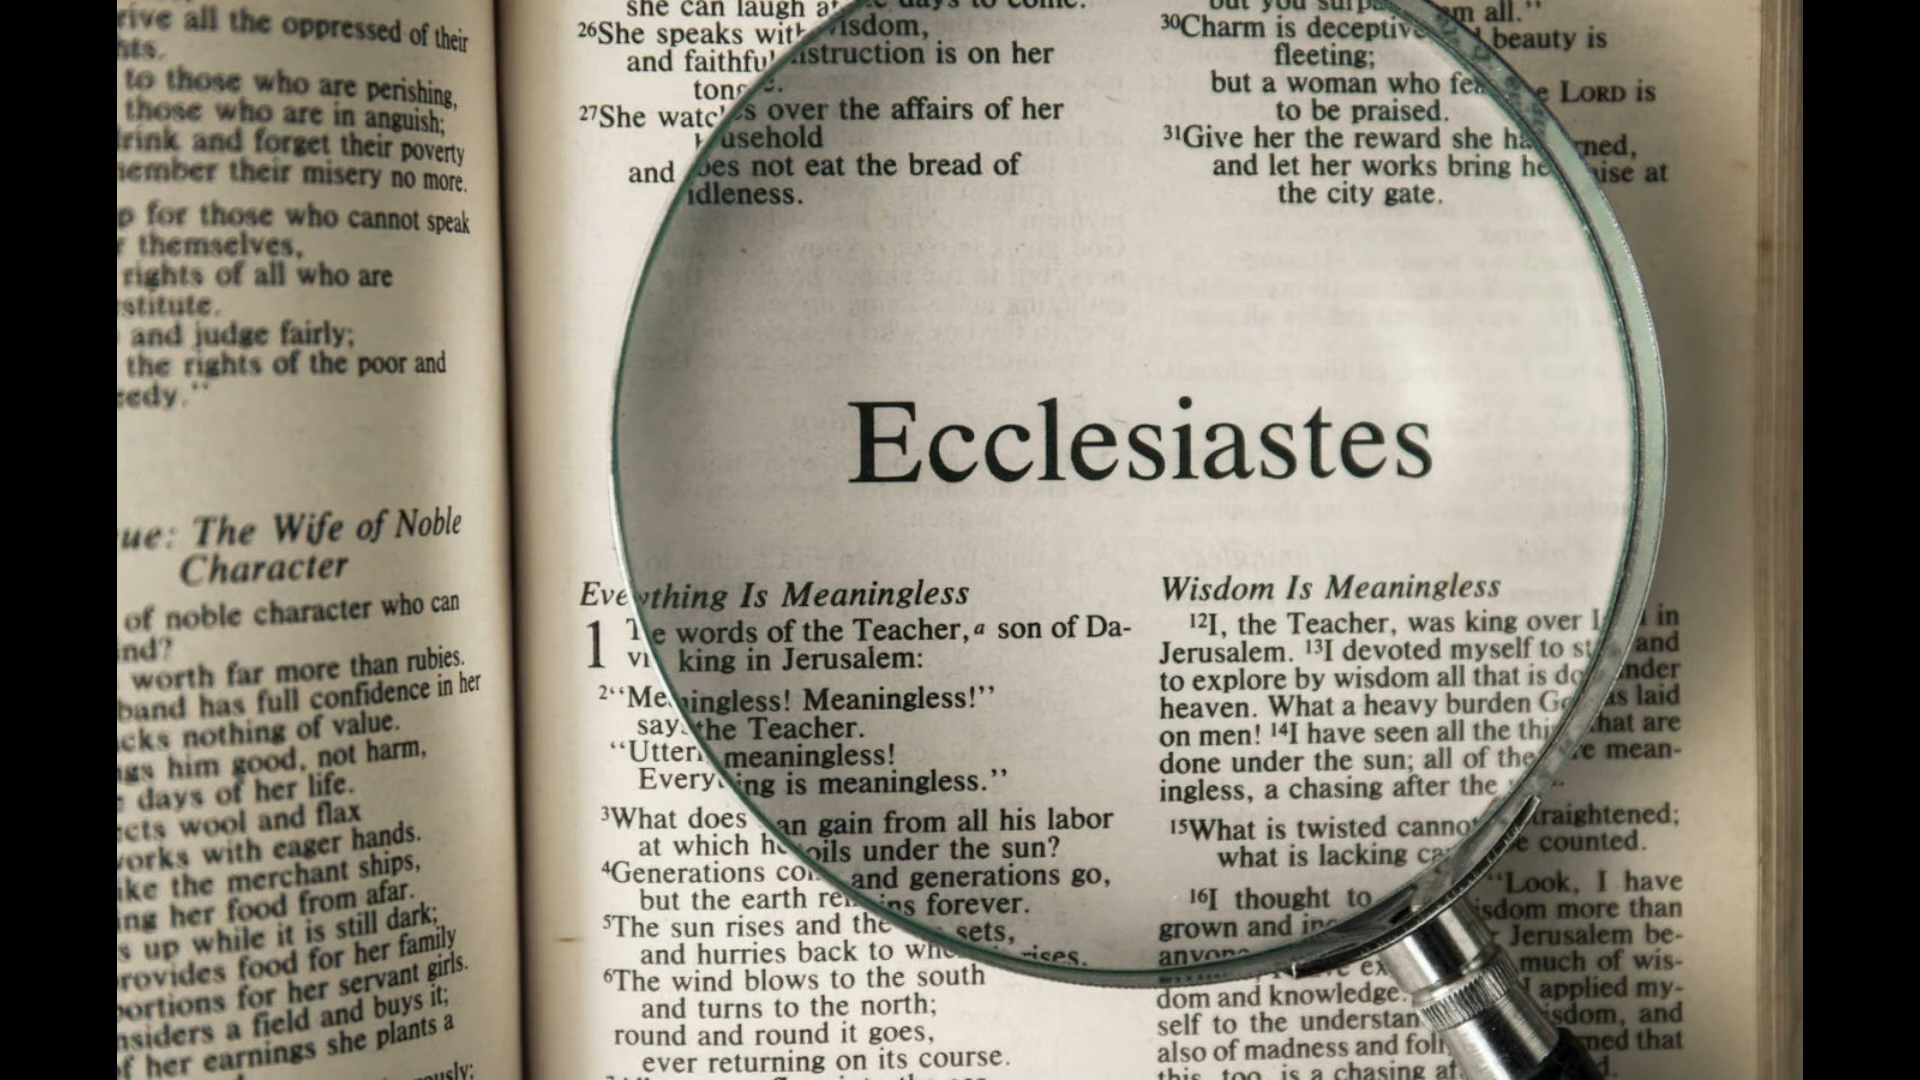 rive all the oppressed of their
hts.
to those who are perishing,
those who are in anguish;
rink and forget their poverty
member their misery no more.
p for those who cannot speak
r themselves,
rights of all who are
stitute.
and judge fairly;
the rights of the poor and
eedy.”
ue: The Wife of Noble
Character
of noble character who can
ind?
worth far more than rubies.
band has full confidence in her
cks nothing of value.
ngs him good, not harm,
days of her life.
cts wool and flax
works with eager hands.
ike the merchant ships,
ing her food from afar.
s up while it is still dark;
rovides food for her family
portions for her servant girls.
nsiders a field and buys it;
of her earnings she plants a
ously;
she can laugh at the days to come.
26She speaks with wisdom,
and faithful instruction is on her
tongue.
27She watches over the affairs of her
household
and does not eat the bread of
idleness.
but you surpass them all.”
30Charm is deceptive, and beauty is
fleeting;
but a woman who fears the LORD is
to be praised.
31Give her the reward she has earned,
and let her works bring her praise at
the city gate.
Ecclesiastes
Everything Is Meaningless
1 The words of the Teacher,a son of Da-
vid king in Jerusalem:
2“Meaningless! Meaningless!”
says the Teacher.
“Utterly meaningless!
Everything is meaningless.”
3What does man gain from all his labor
at which he toils under the sun?
4Generations come and generations go,
but the earth remains forever.
5The sun rises and the sun sets,
and hurries back to where it rises.
6The wind blows to the south
and turns to the north;
round and round it goes,
ever returning on its course.
Wisdom Is Meaningless
12I, the Teacher, was king over Israel in
Jerusalem. 13I devoted myself to study and
to explore by wisdom all that is done under
heaven. What a heavy burden God has laid
on men! 14I have seen all the things that are
done under the sun; all of them are mean-
ingless, a chasing after the wind.
15What is twisted cannot be straightened;
what is lacking cannot be counted.
16I thought to “Look, I have
grown and increased in wisdom more than
anyone Jerusalem be-
much of wis-
dom and knowledge. I applied my-
self to the understanding of wisdom, and
also of madness and folly, learned that
this, too, is a chasing after